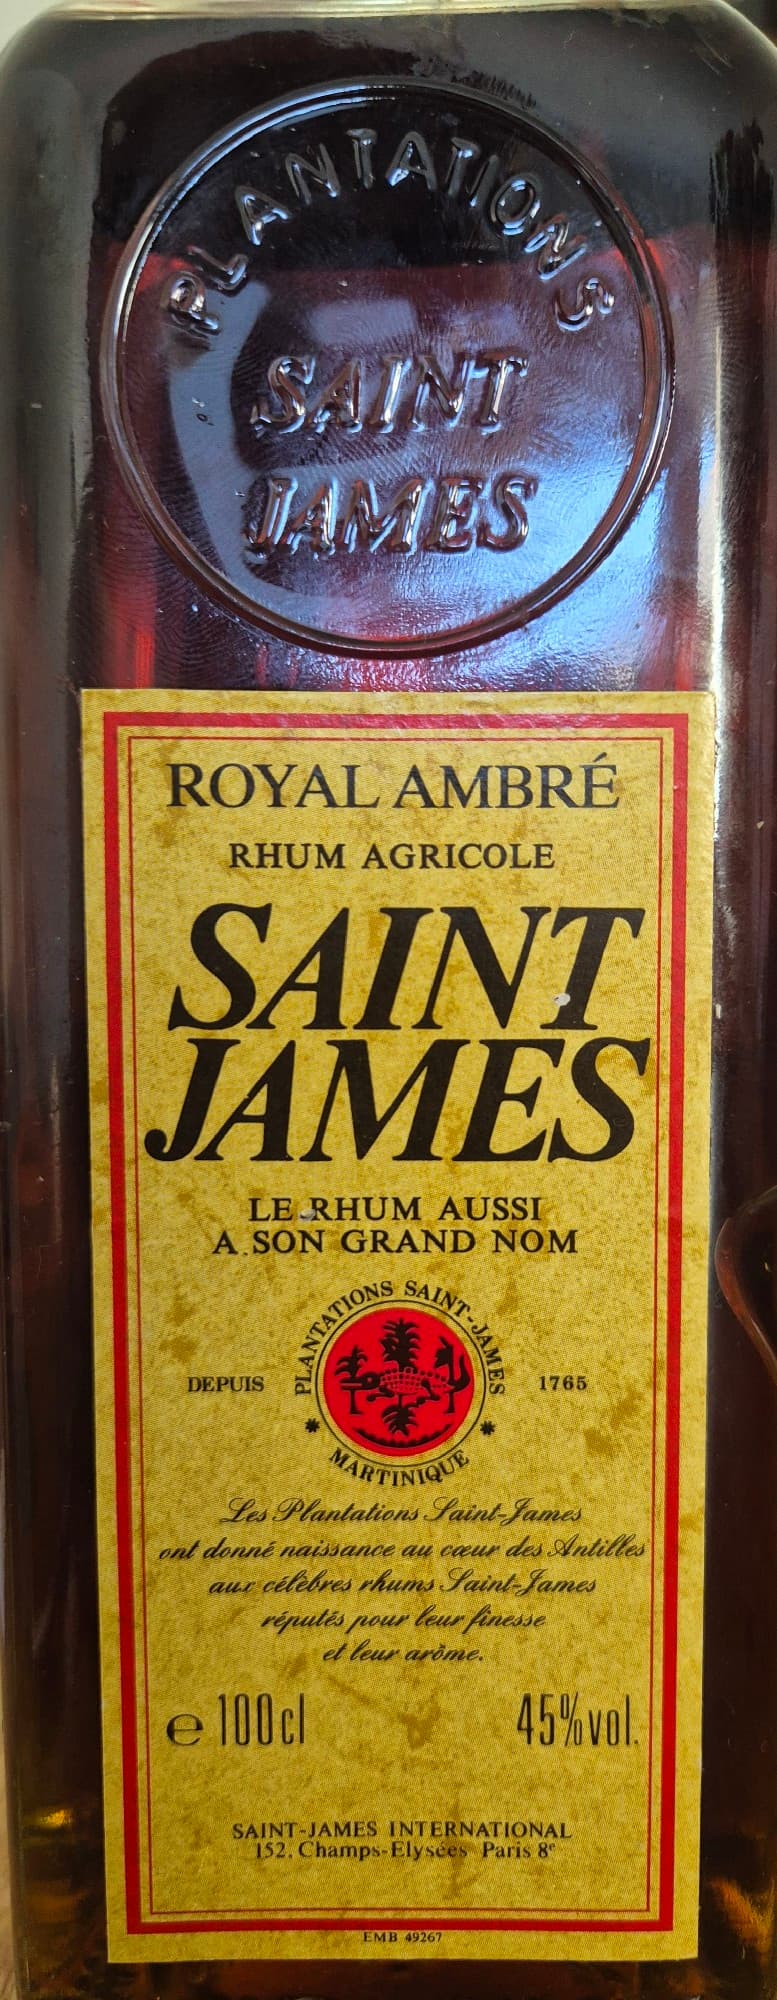 PLANTATIONS
SAINT
JAMES
ROYAL AMBRÉ
RHUM AGRICOLE
SAINT
JAMES
LE RHUM AUSSI
A SON GRAND NOM
PLANTATIONS SAINT-JAMES
DEPUIS 1765
* MARTINIQUE *
Les Plantations Saint-James
ont donné naissance au cœur des Antilles
aux célèbres rhums Saint-James
réputés pour leur finesse
et leur arôme.
e 100cl 45%vol.
SAINT-JAMES INTERNATIONAL
152, Champs-Elysées Paris 8e
EMB 49267